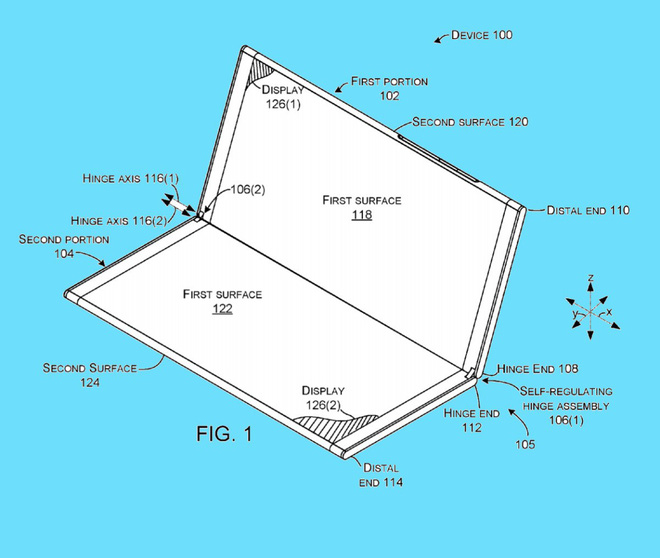 DEVICE 100
FIRST PORTION
102
DISPLAY
126(1)
SECOND SURFACE 120
HINGE AXIS 116(1)
106(2)
FIRST SURFACE
118
DISTAL END 110
HINGE AXIS 116(2)
SECOND PORTION
104
FIRST SURFACE
122
z
y
x
SECOND SURFACE
124
HINGE END 108
DISPLAY
126(2)
SELF-REGULATING
HINGE ASSEMBLY
106(1)
HINGE END
112
105
FIG. 1
DISTAL
END 114